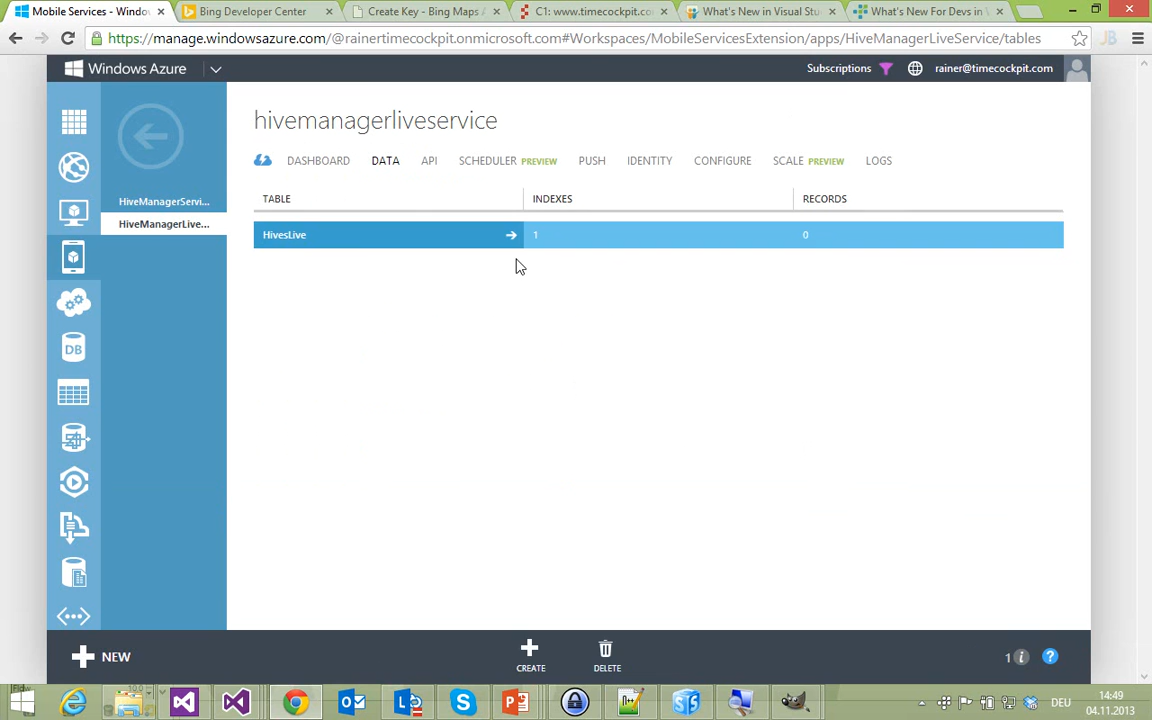 Mobile Services - Windo
Bing Developer Center
Create Key - Bing Maps A
C1: www.timecockpit.co
What's New in Visual Stu
What's New For Devs in V
https://manage.windowsazure.com/@rainertimecockpit.onmicrosoft.com#Workspaces/MobileServicesExtension/apps/HiveManagerLiveService/tables
JB
Windows Azure
Subscriptions
rainer@timecockpit.com
hivemanagerliveservice
DASHBOARD DATA API SCHEDULER PREVIEW PUSH IDENTITY CONFIGURE SCALE PREVIEW LOGS
HiveManagerServi...
HiveManagerLive...
TABLE INDEXES RECORDS
HivesLive 1 0
DB
NEW
CREATE
DELETE
1
DEU
14:49
04.11.2013